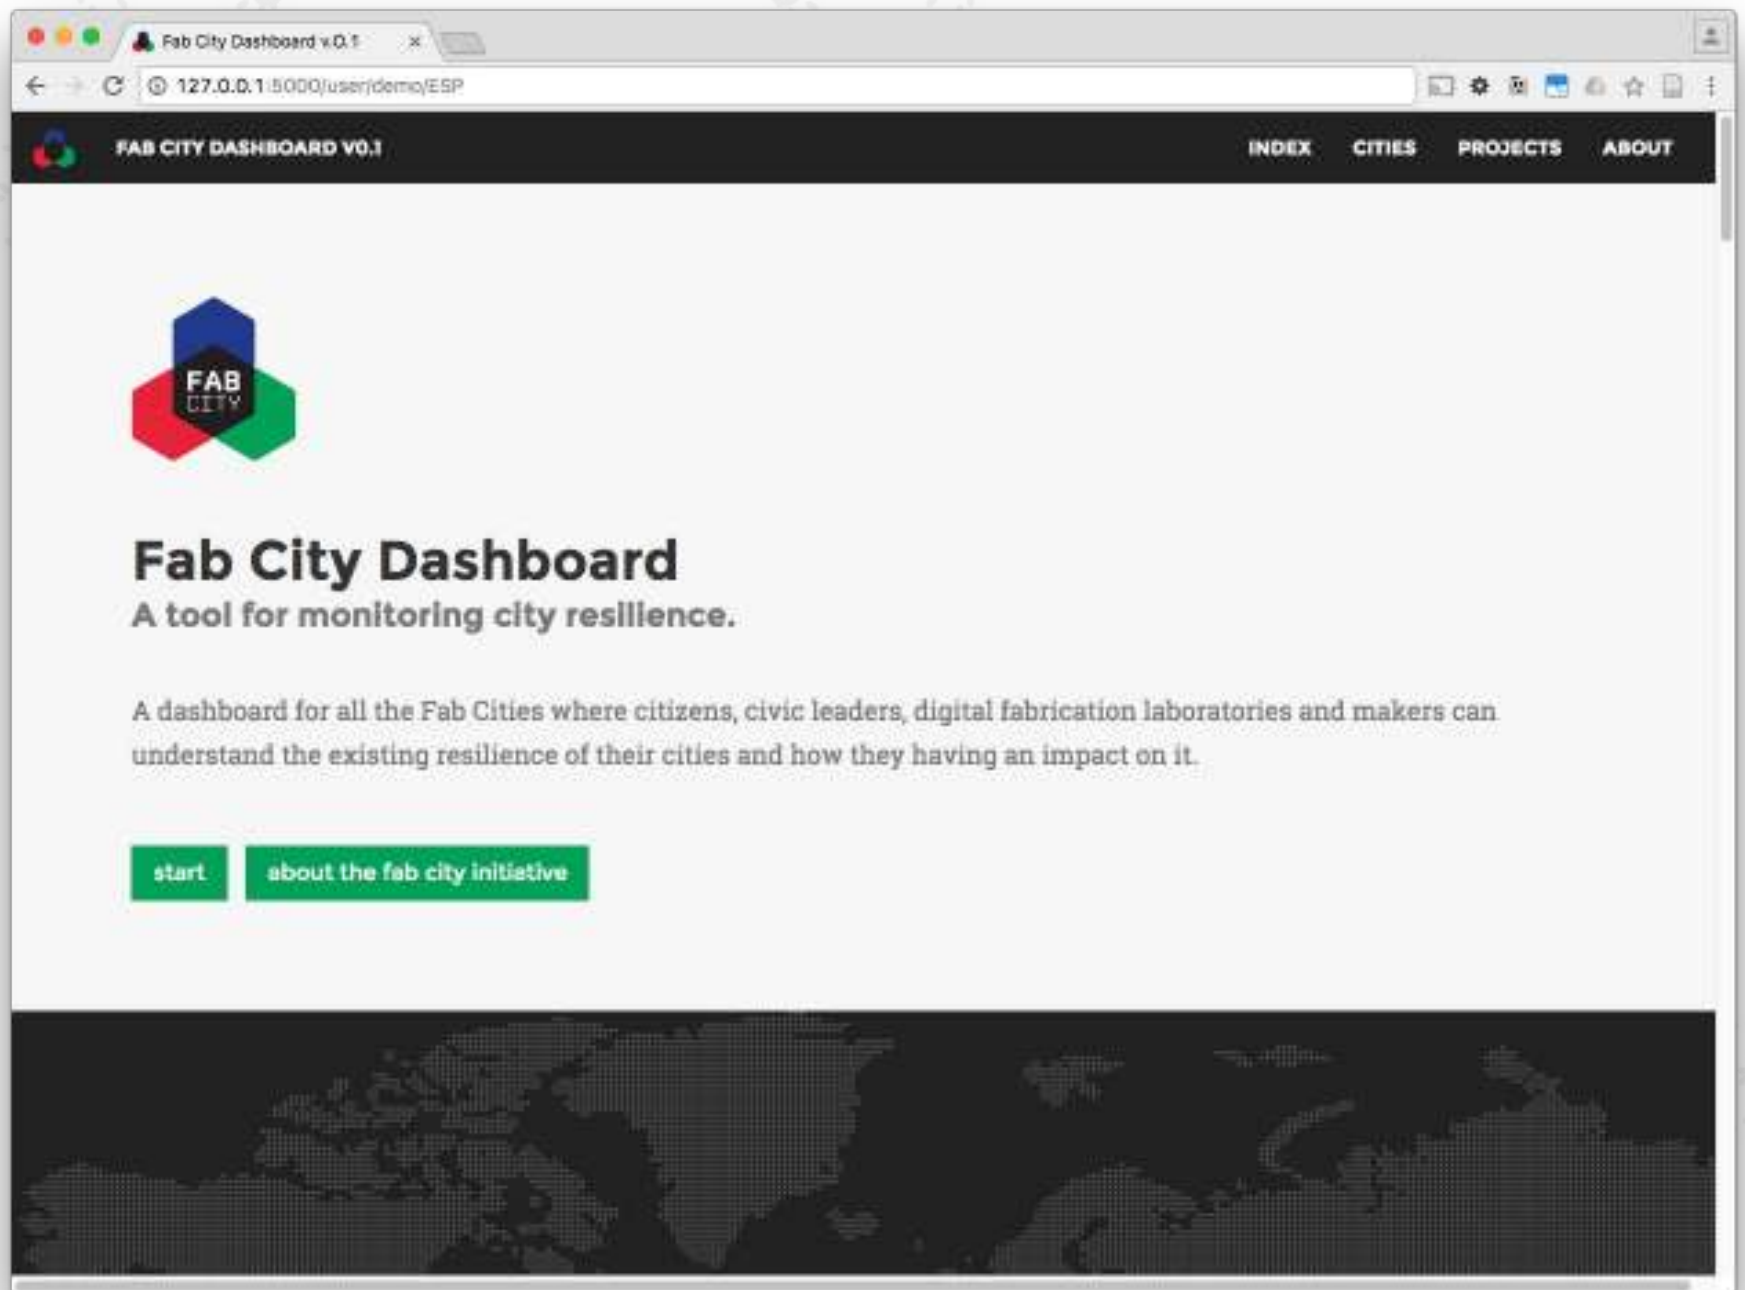 Fab City Dashboard v.0.1
127.0.0.1:5000/user/demo/ESP
FAB CITY DASHBOARD V0.1
INDEX CITIES PROJECTS ABOUT
FAB
CITY
Fab City Dashboard
A tool for monitoring city resilience.
A dashboard for all the Fab Cities where citizens, civic leaders, digital fabrication laboratories and makers can
understand the existing resilience of their cities and how they having an impact on it.
start about the fab city initiative